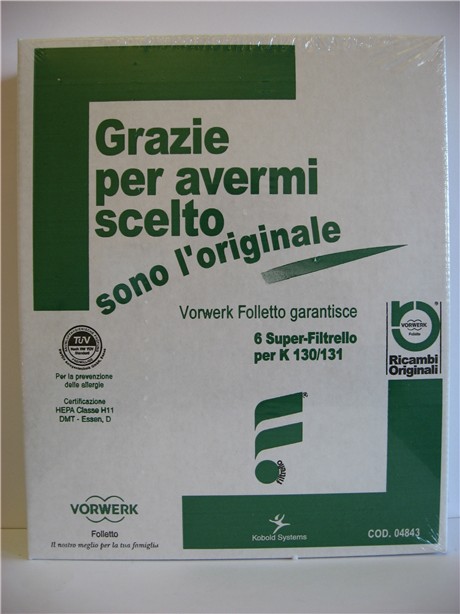 Grazie
per avermi
scelto
sono l'originale
Vorwerk Folletto garantisce
6 Super-Filtrello
per K 130/131
VORWERK
Folletto
Ricambi
Originali
TÜV
Per la prevenzione
delle allergie
Certificazione
HEPA Classe H11
DMT - Essen, D
Filtrello
VORWERK
Folletto
Il nostro meglio per la tua famiglia
Kobold Systems
COD. 04843